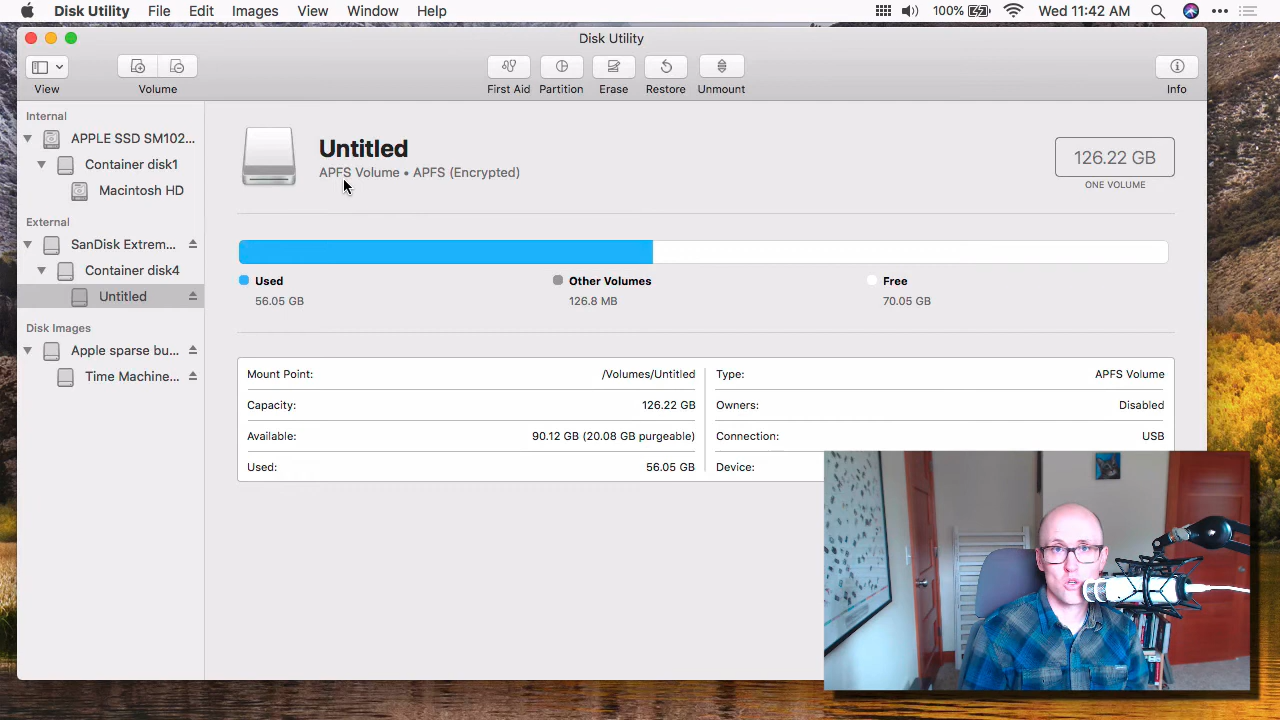 Disk Utility File Edit Images View Window Help 100% Wed 11:42 AM
Disk Utility
View Volume First Aid Partition Erase Restore Unmount Info
Internal
APPLE SSD SM102...
Container disk1
Macintosh HD
External
SanDisk Extrem...
Container disk4
Untitled
Disk Images
Apple sparse bu...
Time Machine...
Untitled
APFS Volume • APFS (Encrypted)
126.22 GB
ONE VOLUME
Used
56.05 GB
Other Volumes
126.8 MB
Free
70.05 GB
Mount Point: /Volumes/Untitled
Capacity: 126.22 GB
Available: 90.12 GB (20.08 GB purgeable)
Used: 56.05 GB
Type: APFS Volume
Owners: Disabled
Connection: USB
Device: